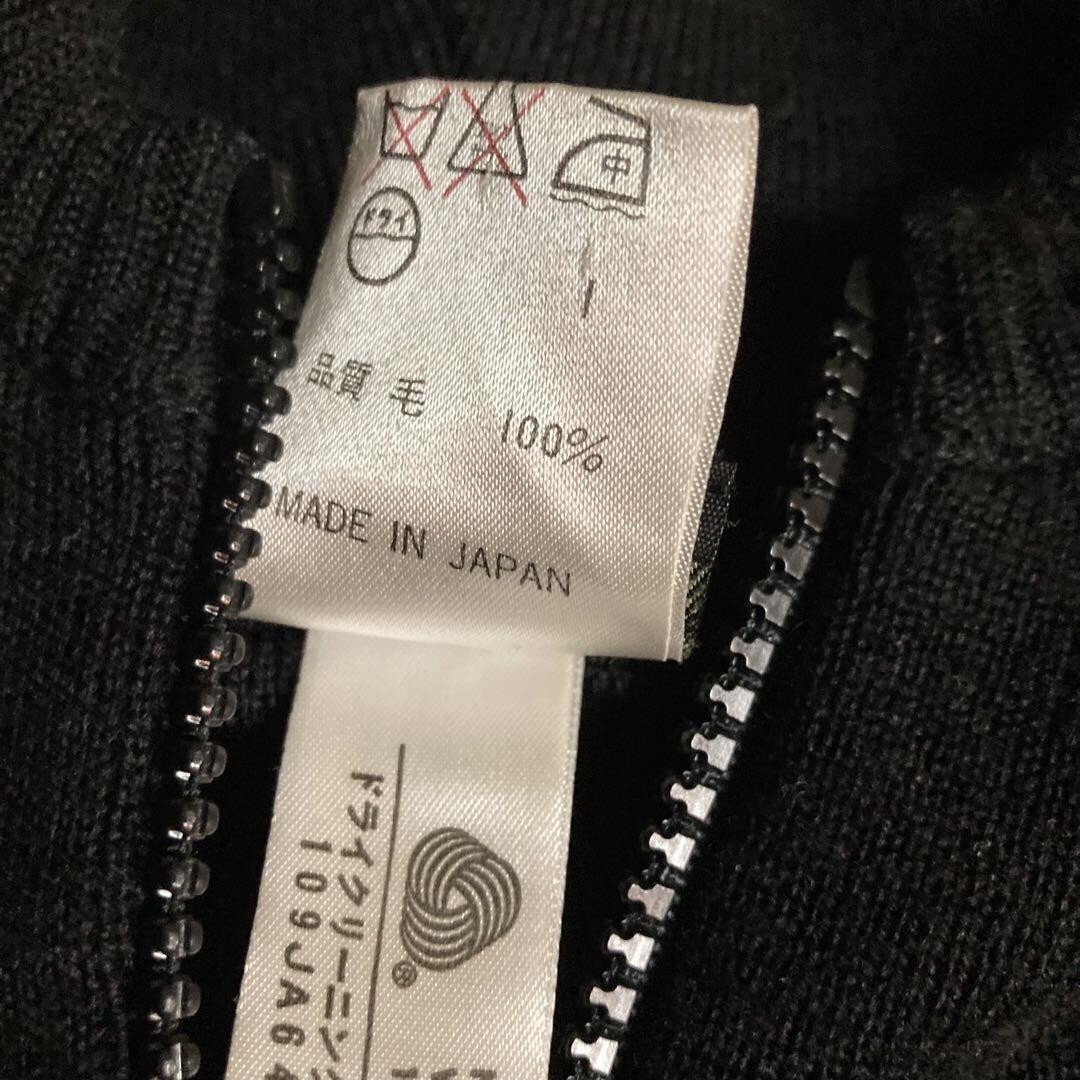 中
ドライ
品質 毛 100%
MADE IN JAPAN
ドライクリーニング
109JA64
®